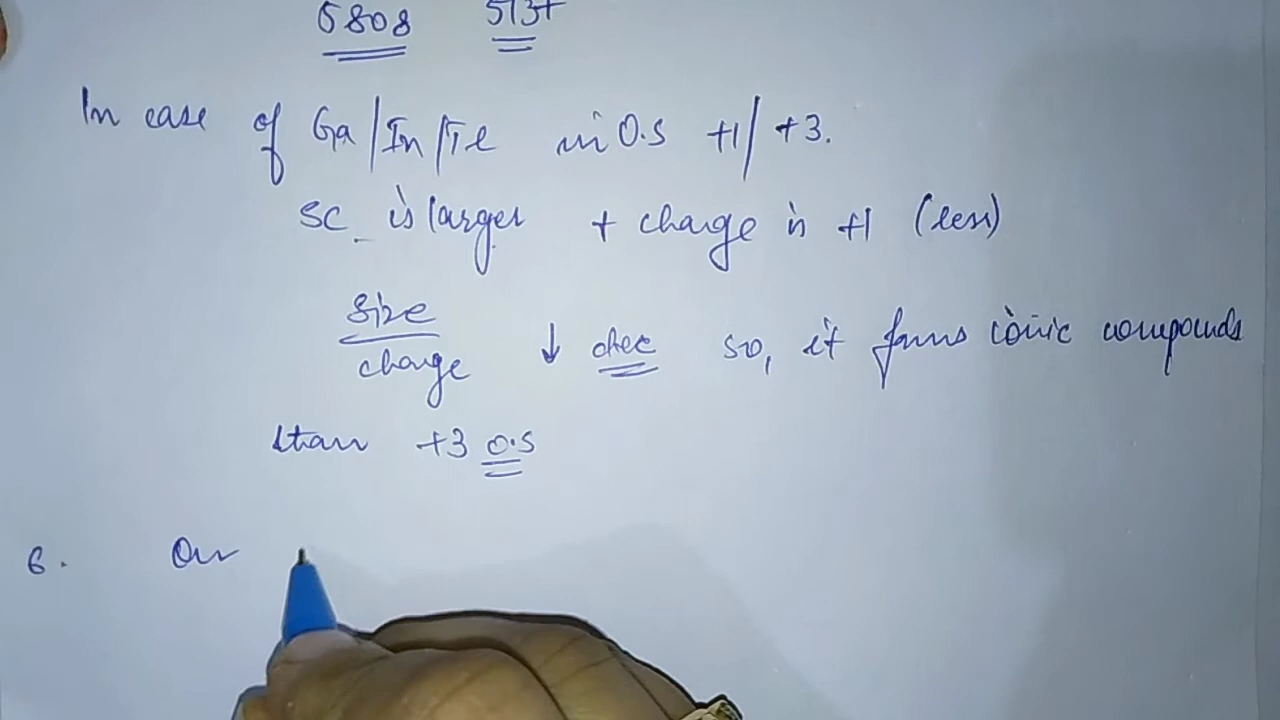 5808 5137
In case of Ga/In/Tl in O.S +1/+3.
SC is larger + charge is +1 (less)
Size
charge ↓ dec so, it forms ionic compounds
than +3 O.S
6. On